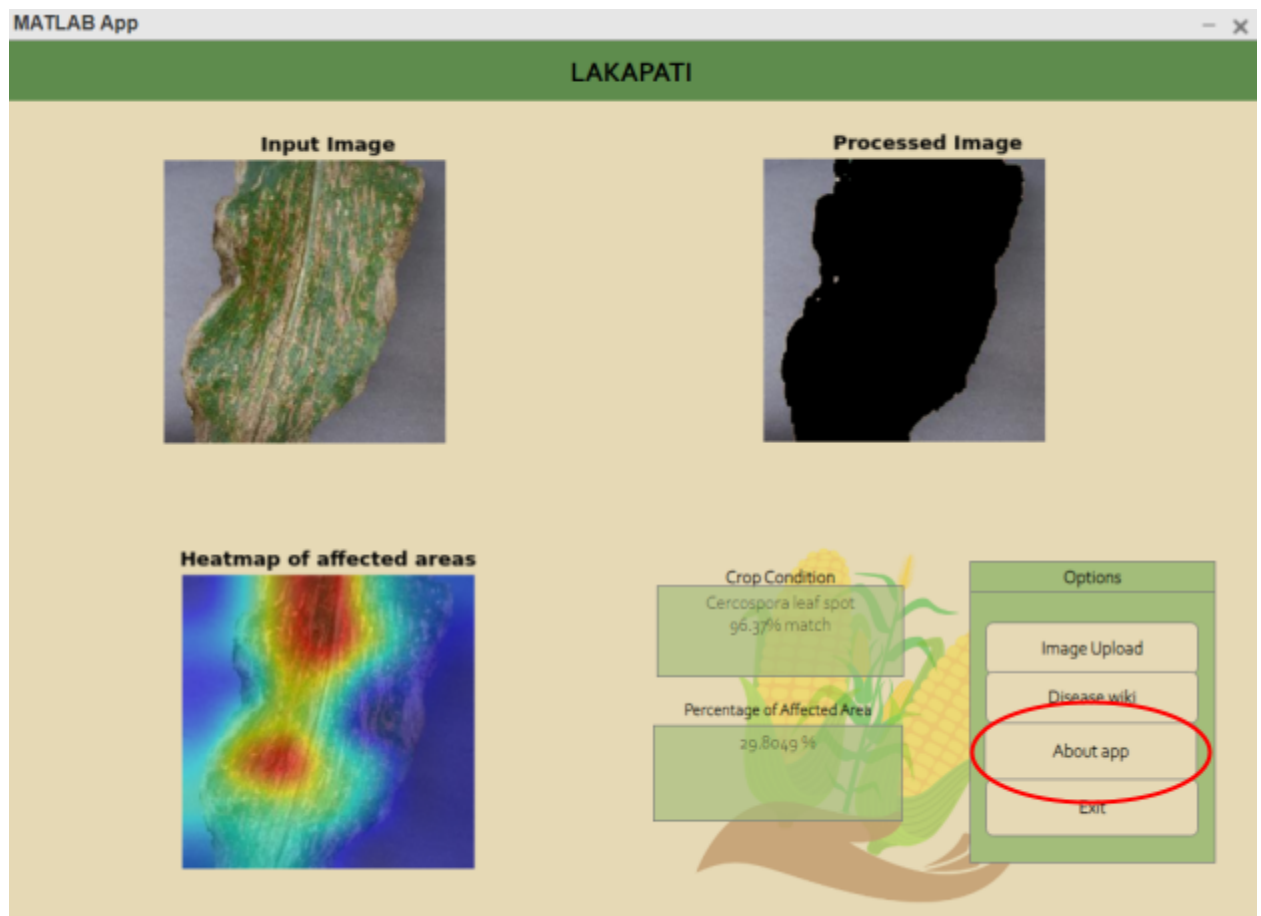 MATLAB App
LAKAPATI
Input Image
Processed Image
Heatmap of affected areas
Crop Condition
Cercospora leaf spot
96.37% match
Percentage of Affected Area
29.8049 %
Options
Image Upload
Disease wiki
About app
Exit